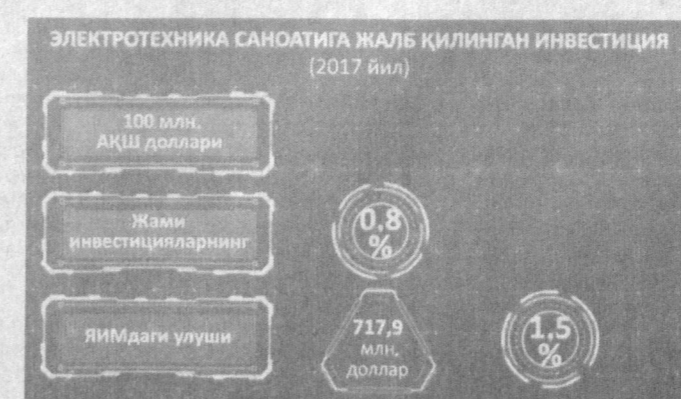 ЭЛЕКТРОТЕХНИКА САНОАТИГА ЖАЛБ ҚИЛИНГАН ИНВЕСТИЦИЯ
(2017 йил)
100 млн.
АҚШ доллари
Жами
инвестицияларнинг
0,8
%
ЯИМдаги улуши
717,9
млн.
доллар
1,5
%